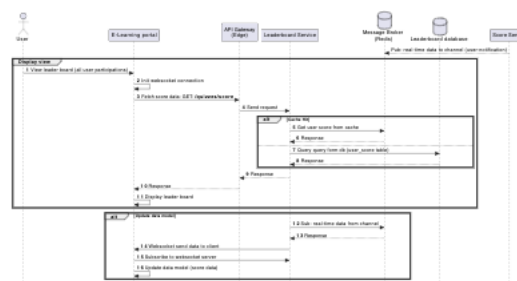 User
E-Learning portal
API Gateway
(Edge)
Leaderboard Service
Message Broker
(Redis)
Leaderboard database
Score Ser
Pub: real-time data to channel (user notification)
Display view
1 View leader board (all user participations)
2 Init websocket connection
3 Fetch score data; GET:
4 Send request
alt
[Cache hit]
5 Get user score from cache
6 Response
7 Query query form db (user_score table)
8 Response
9 Response
10 Response
11 Display leader board
alt
[Update data model]
12 Sub: real-time data from channel
13 Response
14 Websocket send data to client
15 Subscribe to websocket server
16 Update data model (score data)